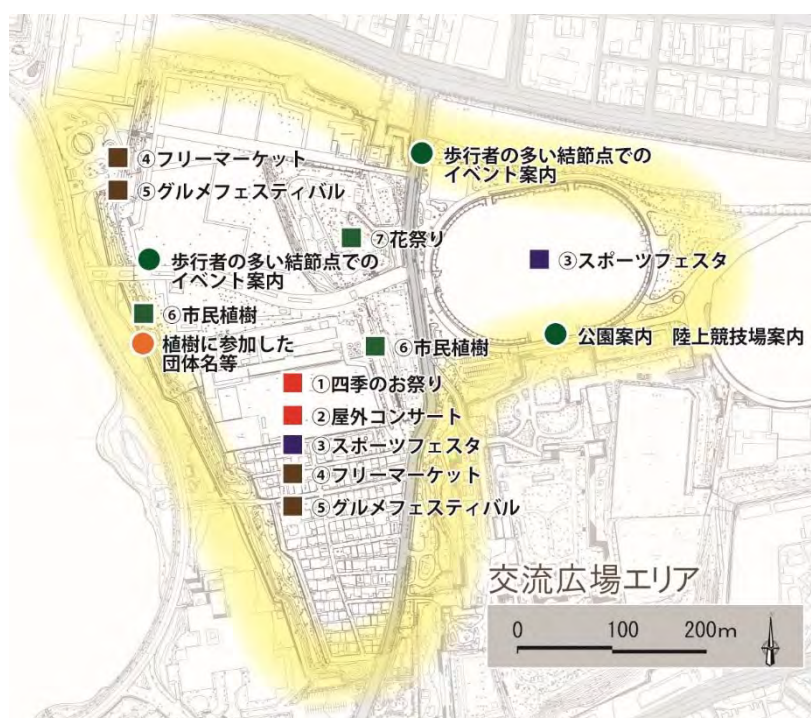 ④フリーマーケット
⑤グルメフェスティバル
歩行者の多い結節点での
イベント案内
⑦花祭り
③スポーツフェスタ
歩行者の多い結節点での
イベント案内
⑥市民植樹
植樹に参加した
団体名等
⑥市民植樹
公園案内 陸上競技場案内
①四季のお祭り
②屋外コンサート
③スポーツフェスタ
④フリーマーケット
⑤グルメフェスティバル
交流広場エリア
0 100 200m